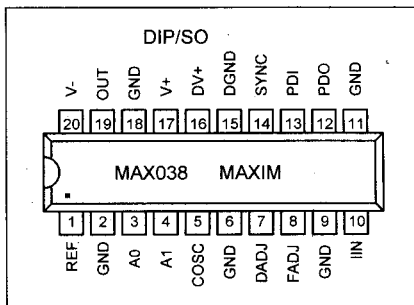 DIP/SO
V- OUT GND V+ DV+ DGND SYNC PDI PDO GND
20 19 18 17 16 15 14 13 12 11
MAX038 MAXIM
1 2 3 4 5 6 7 8 9 10
REF GND A0 A1 COSC GND DADJ FADJ GND IIN